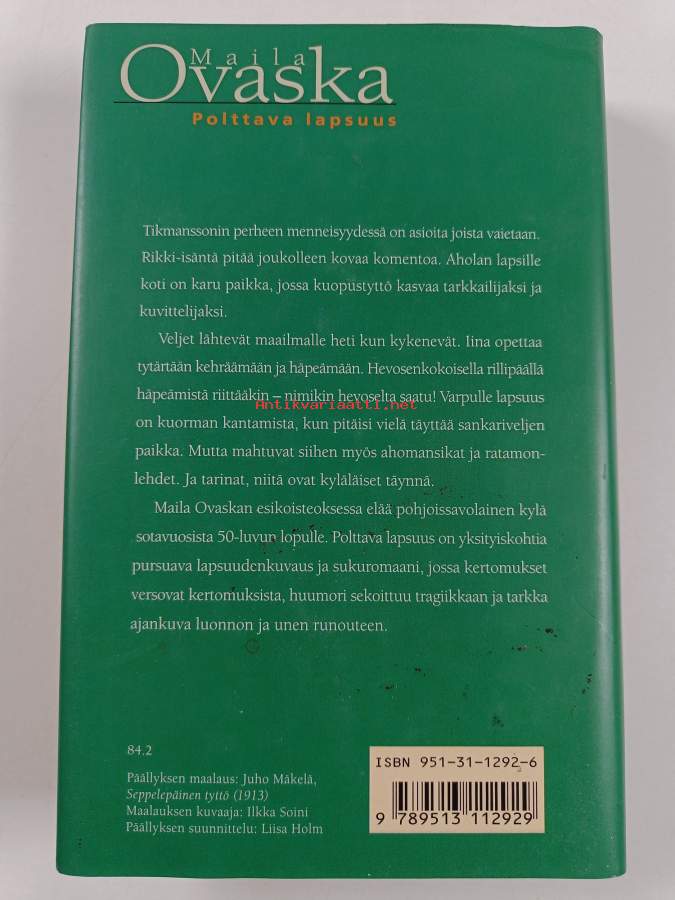 Maila
Ovaska
Polttava lapsuus
Tikmanssonin perheen menneisyydessä on asioita joista vaietaan.
Rikki-isäntä pitää joukolleen kovaa komentoa. Aholan lapsille
koti on karu paikka, jossa kuopustyttö kasvaa tarkkailijaksi ja
kuvittelijaksi.
Veljet lähtevät maailmalle heti kun kykenevät. Iina opettaa
tytärtään kehräämään ja häpeämään. Hevosenkokoisella rillipäällä
häpeämistä riittääkin – nimikin hevoselta saatu! Varpulle lapsuus
Antikvariaatti.net
on kuorman kantamista, kun pitäisi vielä täyttää sankariveljen
paikka. Mutta mahtuvat siihen myös ahomansikat ja ratamon-
lehdet. Ja tarinat, niitä ovat kyläläiset täynnä.
Maila Ovaskan esikoisteoksessa elää pohjoissavolainen kylä
sotavuosista 50-luvun lopulle. Polttava lapsuus on yksityiskohtia
pursuava lapsuudenkuvaus ja sukuromaani, jossa kertomukset
versovat kertomuksista, huumori sekoittuu tragiikkaan ja tarkka
ajankuva luonnon ja unen runouteen.
84.2
Päällyksen maalaus: Juho Mäkelä,
Seppelepäinen tyttö (1913)
Maalauksen kuvaaja: Ilkka Soini
Päällyksen suunnittelu: Liisa Holm
ISBN 951-31-1292-6
9 789513 112929